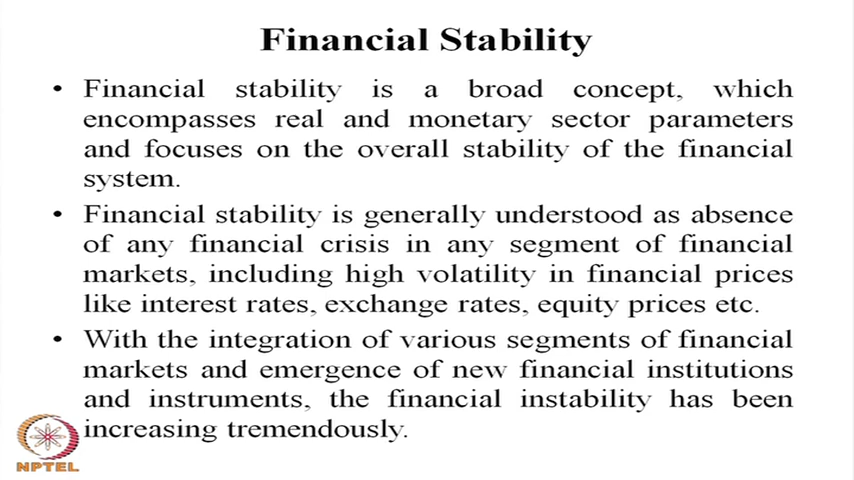 Financial Stability
• Financial stability is a broad concept, which
encompasses real and monetary sector parameters
and focuses on the overall stability of the financial
system.
• Financial stability is generally understood as absence
of any financial crisis in any segment of financial
markets, including high volatility in financial prices
like interest rates, exchange rates, equity prices etc.
• With the integration of various segments of financial
markets and emergence of new financial institutions
and instruments, the financial instability has been
increasing tremendously.
NPTEL